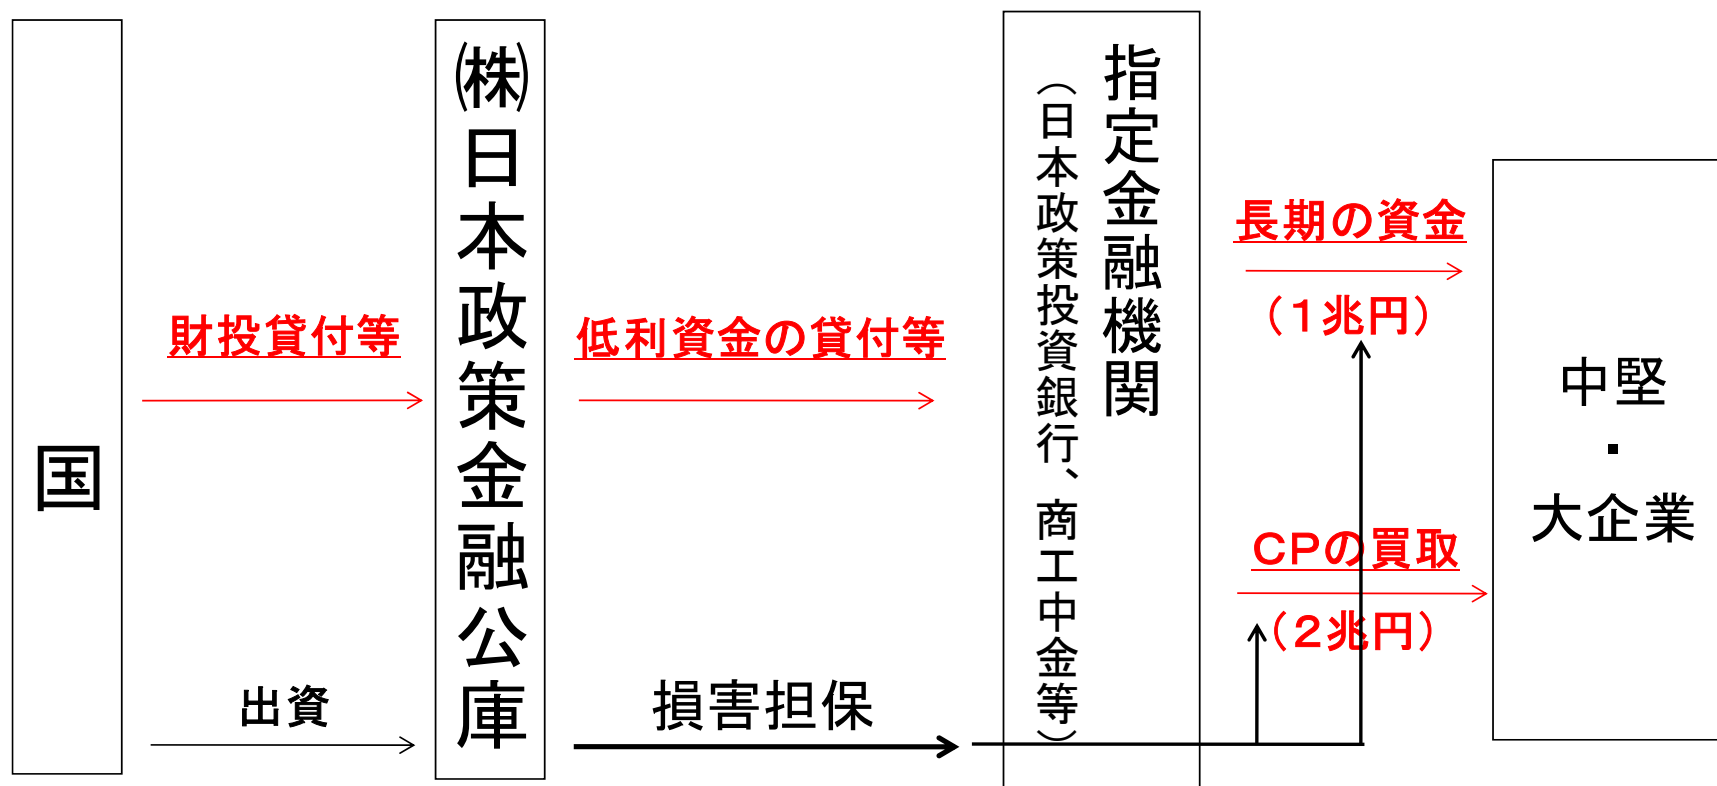 国
財投貸付等
出資
㈱日本政策金融公庫
低利資金の貸付等
損害担保
指定金融機関
（日本政策投資銀行、商工中金等）
長期の資金
（１兆円）
ＣＰの買取
（２兆円）
中堅
・
大企業